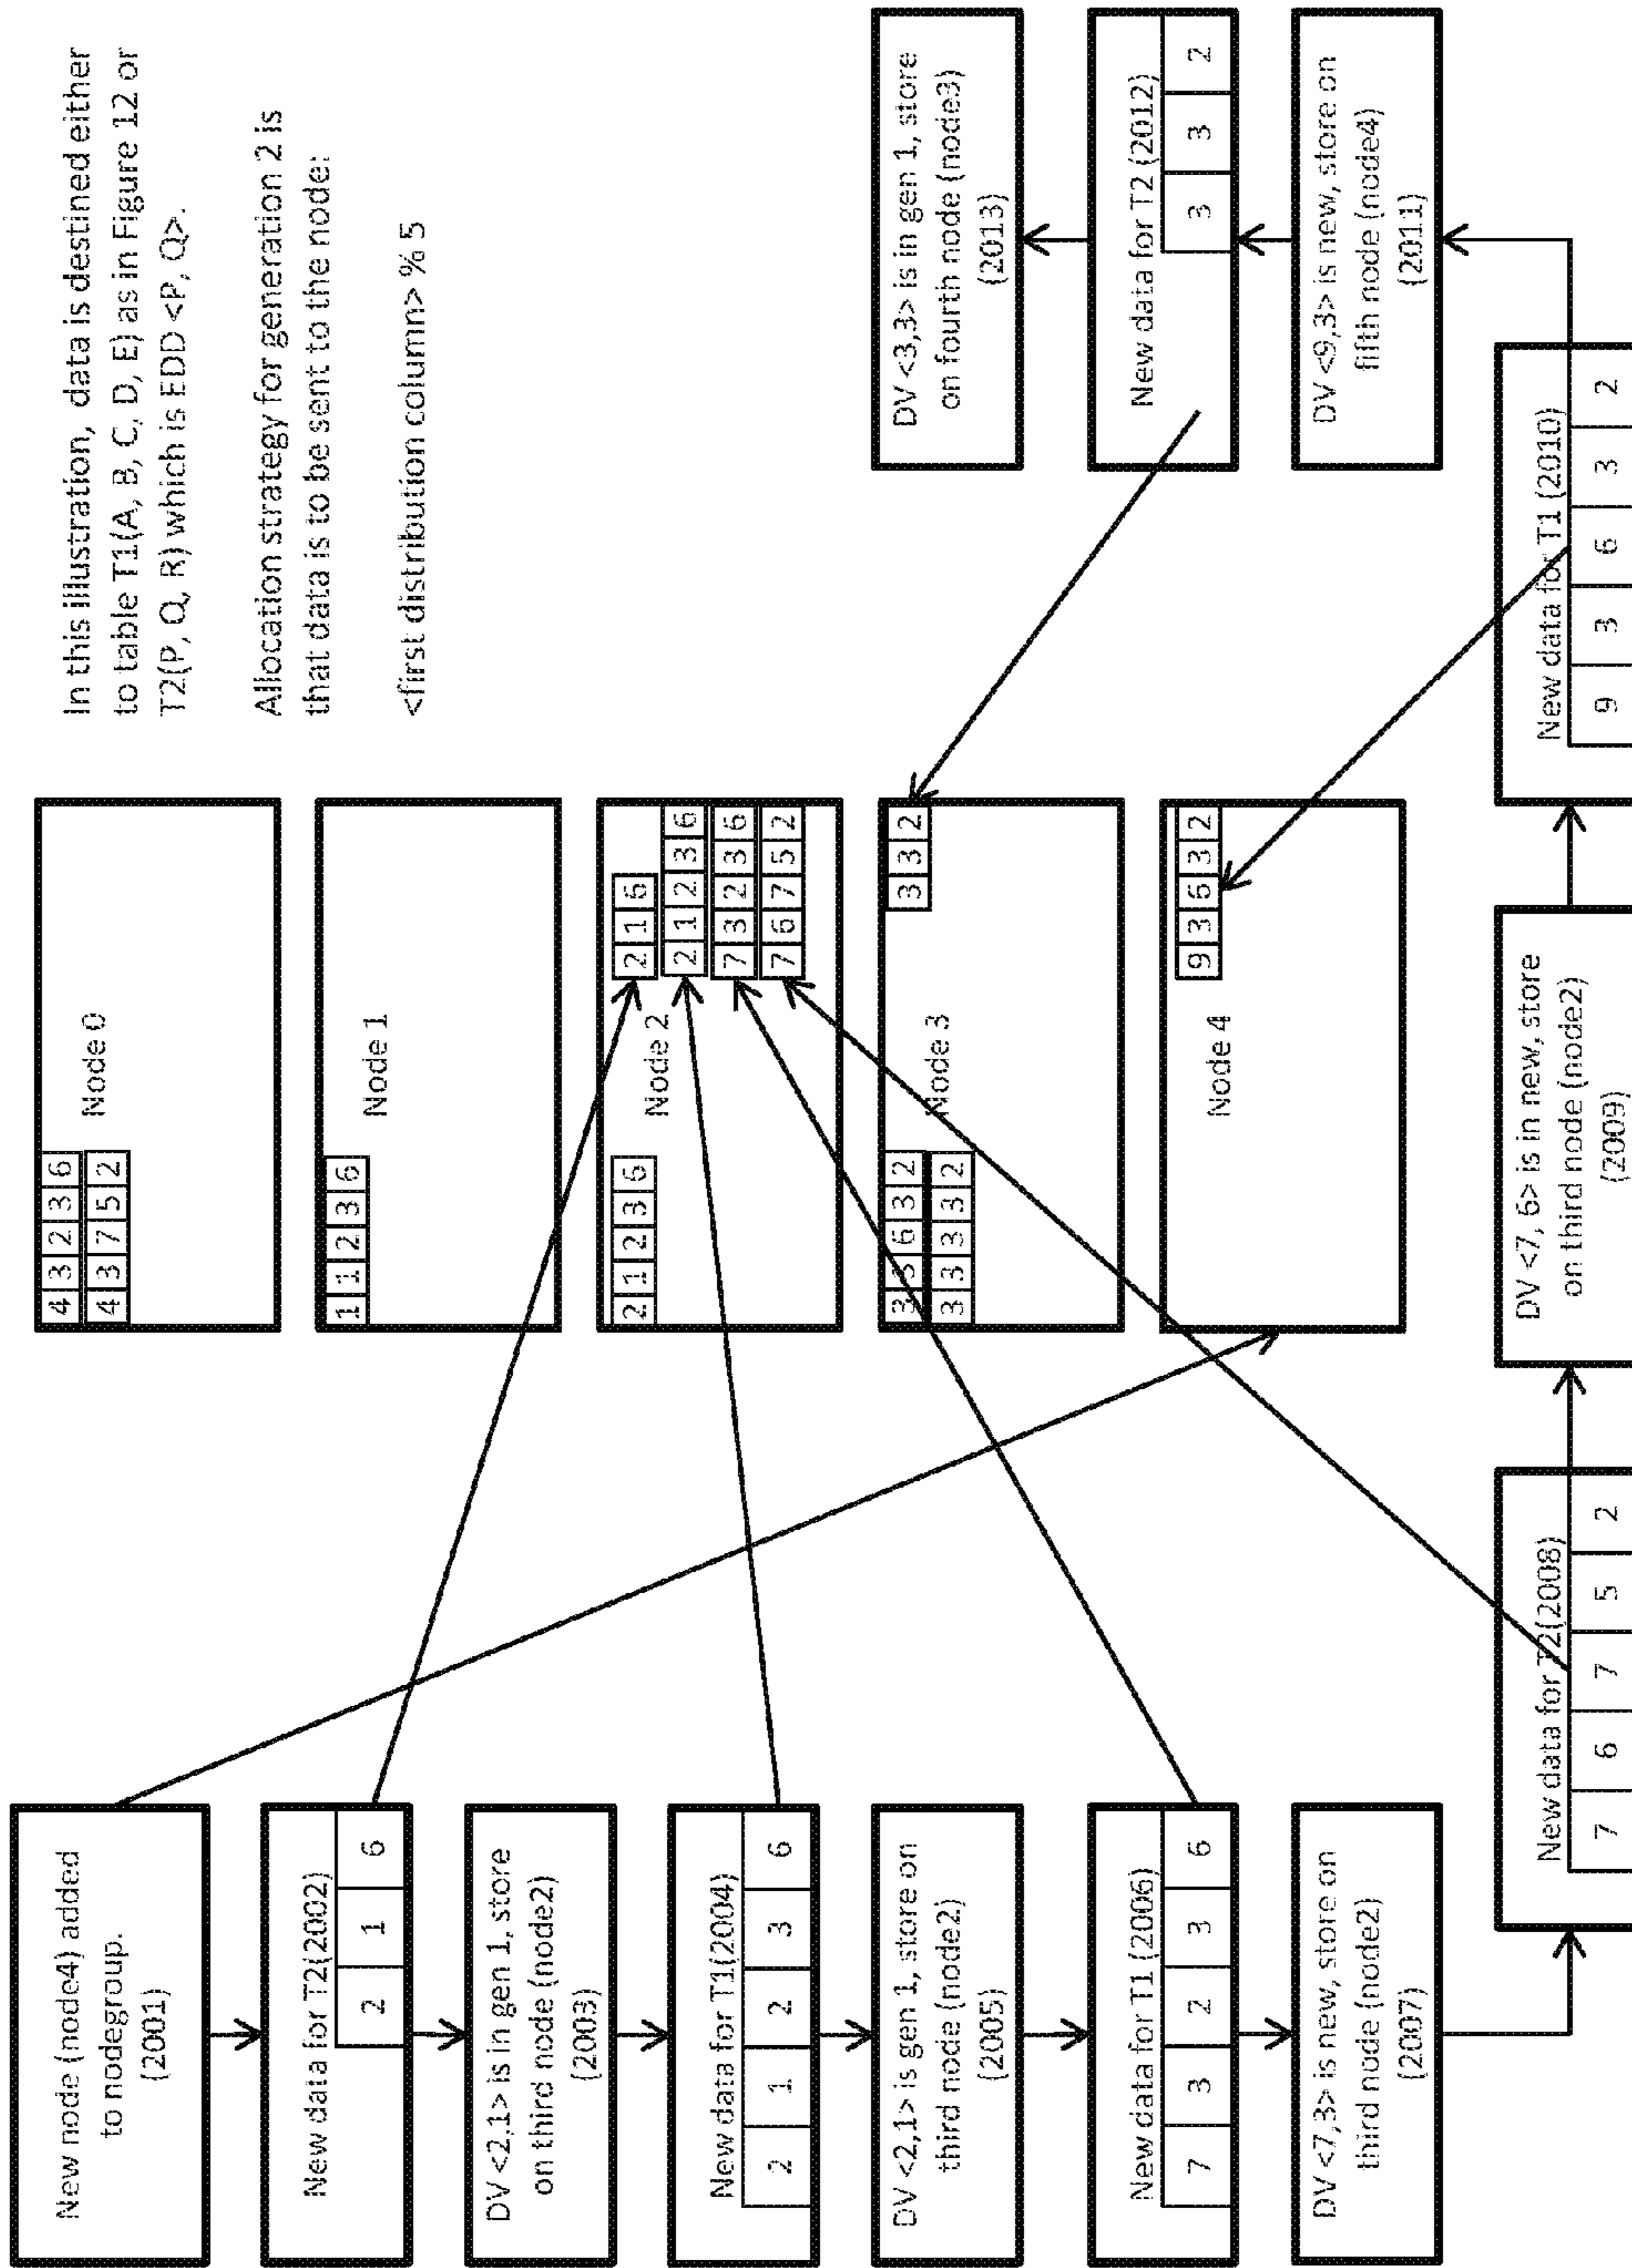 New node (node4) added
to nodegroup.
(2001)
New data for T2(2002)
2 1 6
DV <2,1> is in gen 1, store
on third node (node2)
(2003)
New data for T1(2004)
2 1 2 3 6
DV <2,1> is gen 1, store on
third node (node2)
(2005)
New data for T1 (2006)
7 3 2 3 6
DV <7,3> is new, store on
third node (node2)
(2007)
New data for T2(2008)
7 6 7 5 2
DV <7, 6> is in new, store
on third node (node2)
(2009)
New data for T1 (2010)
9 3 6 3 2
DV <9,3> is new, store on
fifth node (node4)
(2011)
New data for T2 (2012)
3 3 2
DV <3,3> is in gen 1, store
on fourth node (node3)
(2013)
4 3 2 3 6
4 3 7 5 2
Node 0
1 1 2 3 6
Node 1
2 1 2 3 6
Node 2
2 1 6
2 1 2 3 6
7 3 2 3 6
7 6 7 5 2
3 3 6 3 2
3 3 3 3 2
Node 3
3 3 2
Node 4
9 3 6 3 2
In this illustration, data is destined either
to table T1(A, B, C, D, E) as in Figure 12 or
T2(P, Q, R) which is EDD <P, Q>.
Allocation strategy for generation 2 is
that data is to be sent to the node:
<first distribution column> % 5